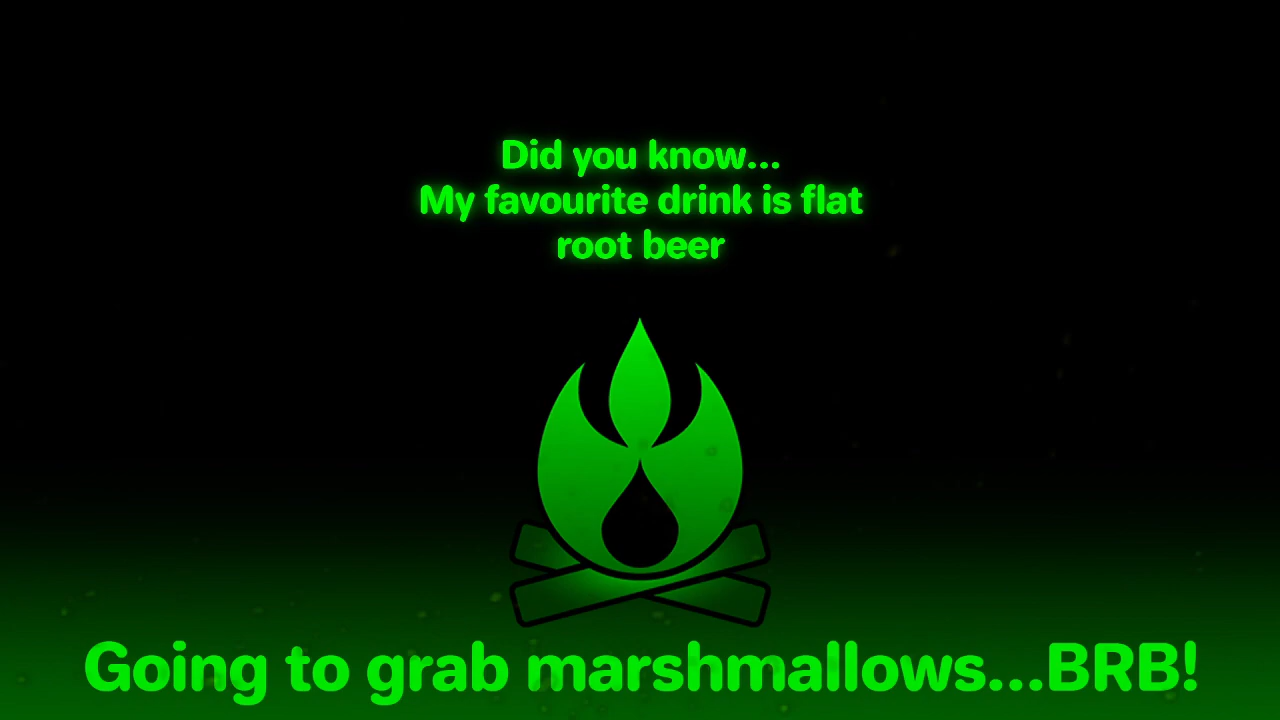 Did you know...
My favourite drink is flat
root beer
Going to grab marshmallows...BRB!